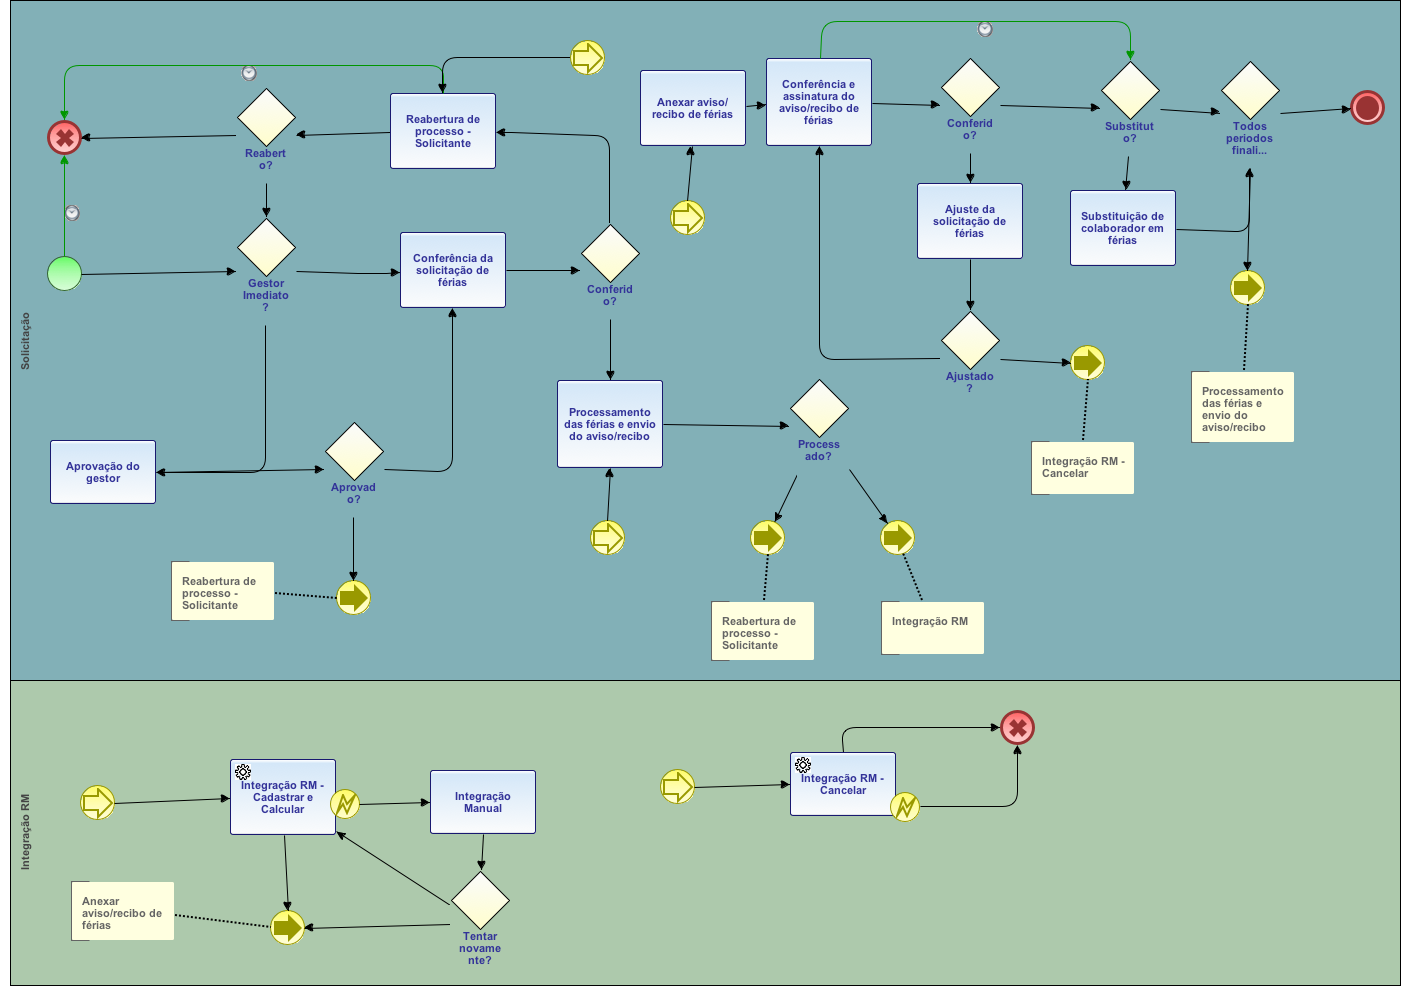 Solicitação
Reabert
o?
Reabertura de
processo -
Solicitante
Gestor
Imediato
?
Conferência da
solicitação de
férias
Conferid
o?
Aprovação do
gestor
Aprovad
o?
Reabertura de
processo -
Solicitante
Processamento
das férias e envio
do aviso/recibo
Process
ado?
Reabertura de
processo -
Solicitante
Integração RM
Anexar aviso/
recibo de férias
Conferência e
assinatura do
aviso/recibo de
férias
Conferid
o?
Substitut
o?
Todos
periodos
finali...
Ajuste da
solicitação de
férias
Substituição de
colaborador em
férias
Ajustado
?
Integração RM -
Cancelar
Processamento
das férias e
envio do
aviso/recibo
Integração RM
Integração RM -
Cadastrar e
Calcular
Integração
Manual
Anexar
aviso/recibo de
férias
Tentar
novame
nte?
Integração RM -
Cancelar